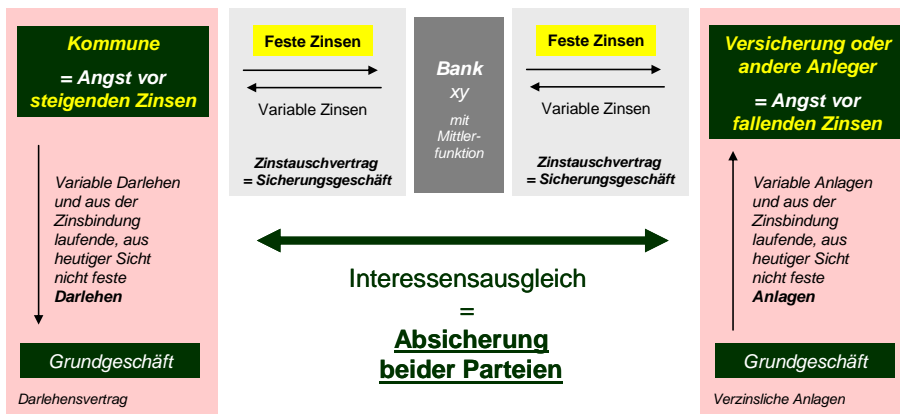 Kommune
= Angst vor
steigenden Zinsen
Variable Darlehen
und aus der
Zinsbindung
laufende, aus
heutiger Sicht
nicht feste
Darlehen
Grundgeschäft
Darlehensvertrag
Feste Zinsen
Variable Zinsen
Zinstauschvertrag
= Sicherungsgeschäft
Bank
xy
mit
Mittler-
funktion
Feste Zinsen
Variable Zinsen
Zinstauschvertrag
= Sicherungsgeschäft
Interessensausgleich
=
Absicherung
beider Parteien
Versicherung oder
andere Anleger
= Angst vor
fallenden Zinsen
Variable Anlagen
und aus der
Zinsbindung
laufende, aus
heutiger Sicht
nicht feste
Anlagen
Grundgeschäft
Verzinsliche Anlagen